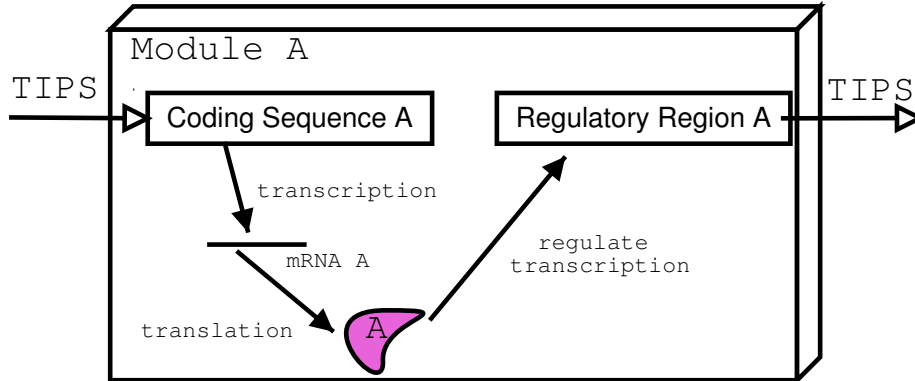 Module A
TIPS
TIPS
Coding Sequence A
Regulatory Region A
transcription
mRNA A
regulate
transcription
translation
A